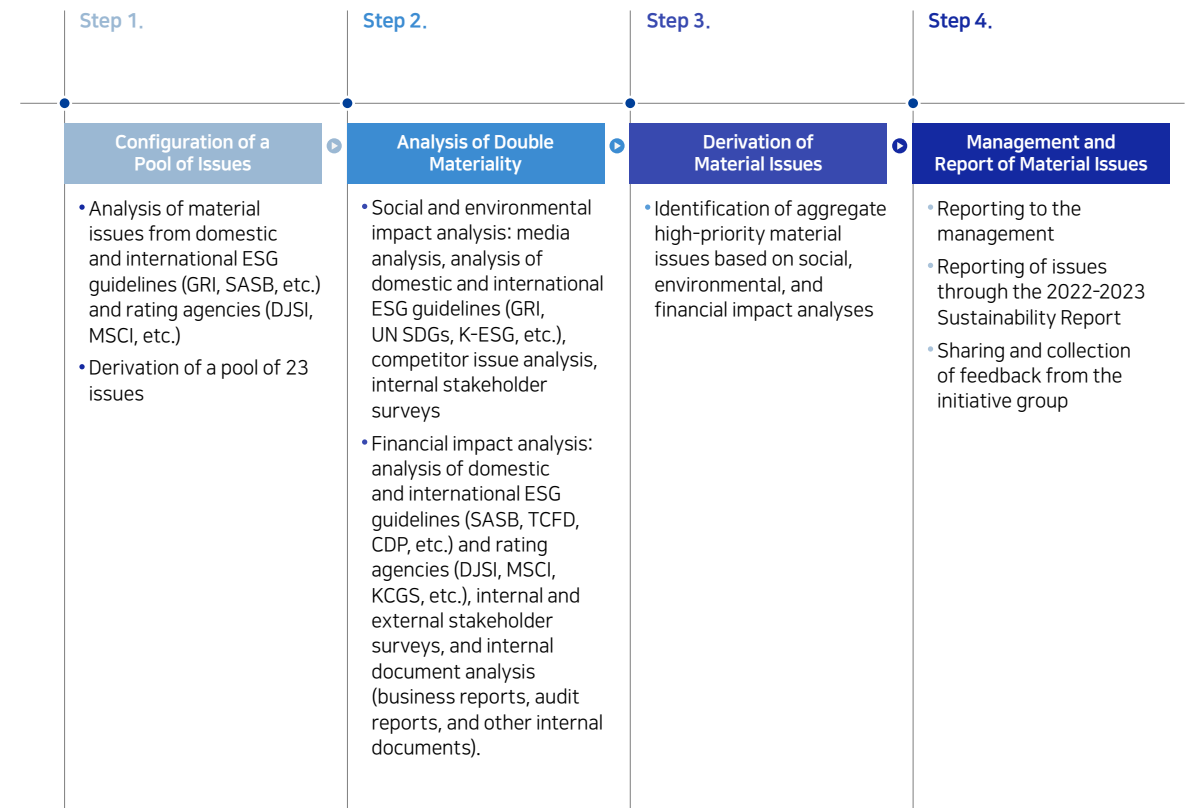 Step 1.
Configuration of a
Pool of Issues
•Analysis of material
issues from domestic
and international ESG
guidelines (GRI, SASB, etc.)
and rating agencies (DJSI,
MSCI, etc.)
•Derivation of a pool of 23
issues
Step 2.
Analysis of Double
Materiality
•Social and environmental
impact analysis: media
analysis, analysis of
domestic and international
ESG guidelines (GRI,
UN SDGs, K-ESG, etc.),
competitor issue analysis,
internal stakeholder
surveys
•Financial impact analysis:
analysis of domestic
and international ESG
guidelines (SASB, TCFD,
CDP, etc.) and rating
agencies (DJSI, MSCI,
KCGS, etc.), internal and
external stakeholder
surveys, and internal
document analysis
(business reports, audit
reports, and other internal
documents).
Step 3.
Derivation of
Material Issues
•Identification of aggregate
high-priority material
issues based on social,
environmental, and
financial impact analyses
Step 4.
Management and
Report of Material Issues
•Reporting to the
management
•Reporting of issues
through the 2022-2023
Sustainability Report
•Sharing and collection
of feedback from the
initiative group